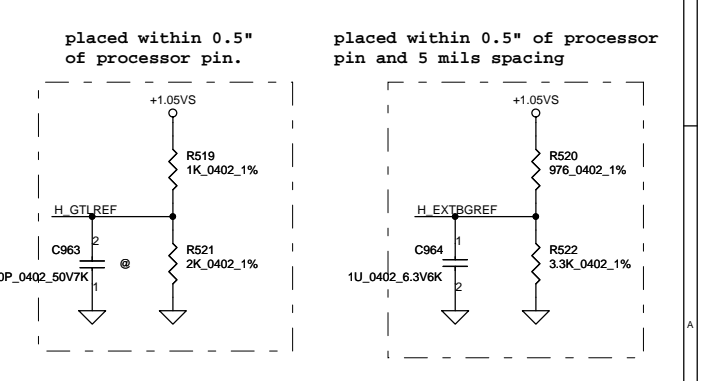 placed within 0.5"
of processor pin.
placed within 0.5" of processor
pin and 5 mils spacing
+1.05VS
R519
1K_0402_1%
H_GTLREF
2
C963
@
0P_0402_50V7K
1
R521
2K_0402_1%
+1.05VS
R520
976_0402_1%
H_EXTBGREF
1
C964
1U_0402_6.3V6K
2
R522
3.3K_0402_1%
A